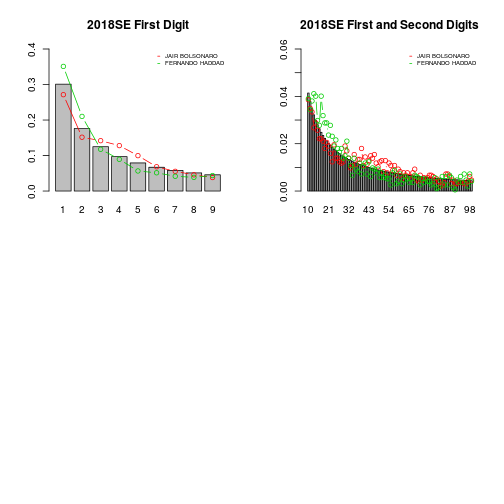 2018SE First Digit
JAIR BOLSONARO
FERNANDO HADDAD
0.0
0.1
0.2
0.3
0.4
1 2 3 4 5 6 7 8 9
2018SE First and Second Digits
JAIR BOLSONARO
FERNANDO HADDAD
0.00
0.02
0.04
0.06
10 21 32 43 54 65 76 87 98